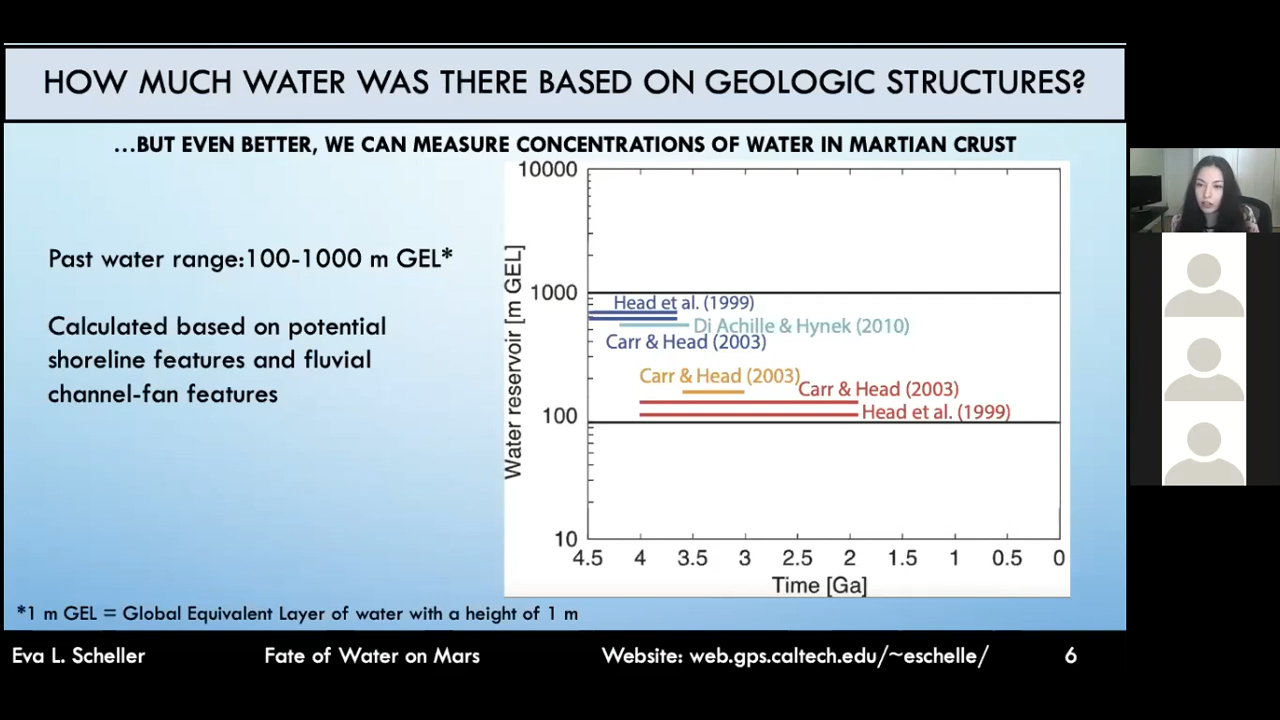 HOW MUCH WATER WAS THERE BASED ON GEOLOGIC STRUCTURES?
...BUT EVEN BETTER, WE CAN MEASURE CONCENTRATIONS OF WATER IN MARTIAN CRUST
Past water range:100-1000 m GEL*
Calculated based on potential
shoreline features and fluvial
channel-fan features
Water reservoir [m GEL]
10000
1000
100
10
Head et al. (1999)
Di Achille & Hynek (2010)
Carr & Head (2003)
Carr & Head (2003)
Carr & Head (2003)
Head et al. (1999)
4.5 4 3.5 3 2.5 2 1.5 1 0.5 0
Time [Ga]
*1 m GEL = Global Equivalent Layer of water with a height of 1 m
Eva L. Scheller Fate of Water on Mars Website: web.gps.caltech.edu/~eschelle/ 6